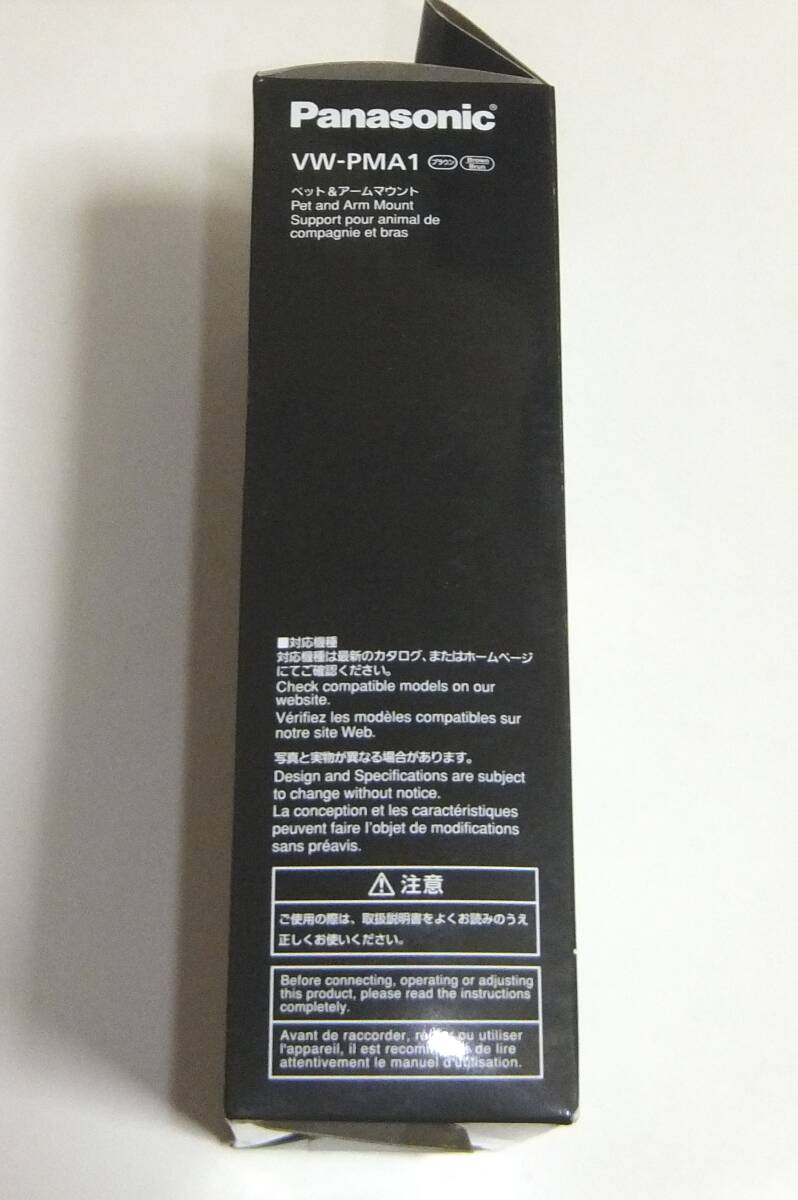 Panasonic®
VW-PMA1 ブラウン Brown Brun
ペット&アームマウント
Pet and Arm Mount
Support pour animal de
compagnie et bras
■対応機種
対応機種は最新のカタログ、またはホームページ
にてご確認ください。
Check compatible models on our
website.
Vérifiez les modèles compatibles sur
notre site Web.
写真と実物が異なる場合があります。
Design and Specifications are subject
to change without notice.
La conception et les caractéristiques
peuvent faire l'objet de modifications
sans préavis.
⚠ 注意
ご使用の際は、取扱説明書をよくお読みのうえ
正しくお使いください。
Before connecting, operating or adjusting
this product, please read the instructions
completely.
Avant de raccorder, ou utiliser
l'appareil, il est de lire
attentivement le manuel d'utilisation.